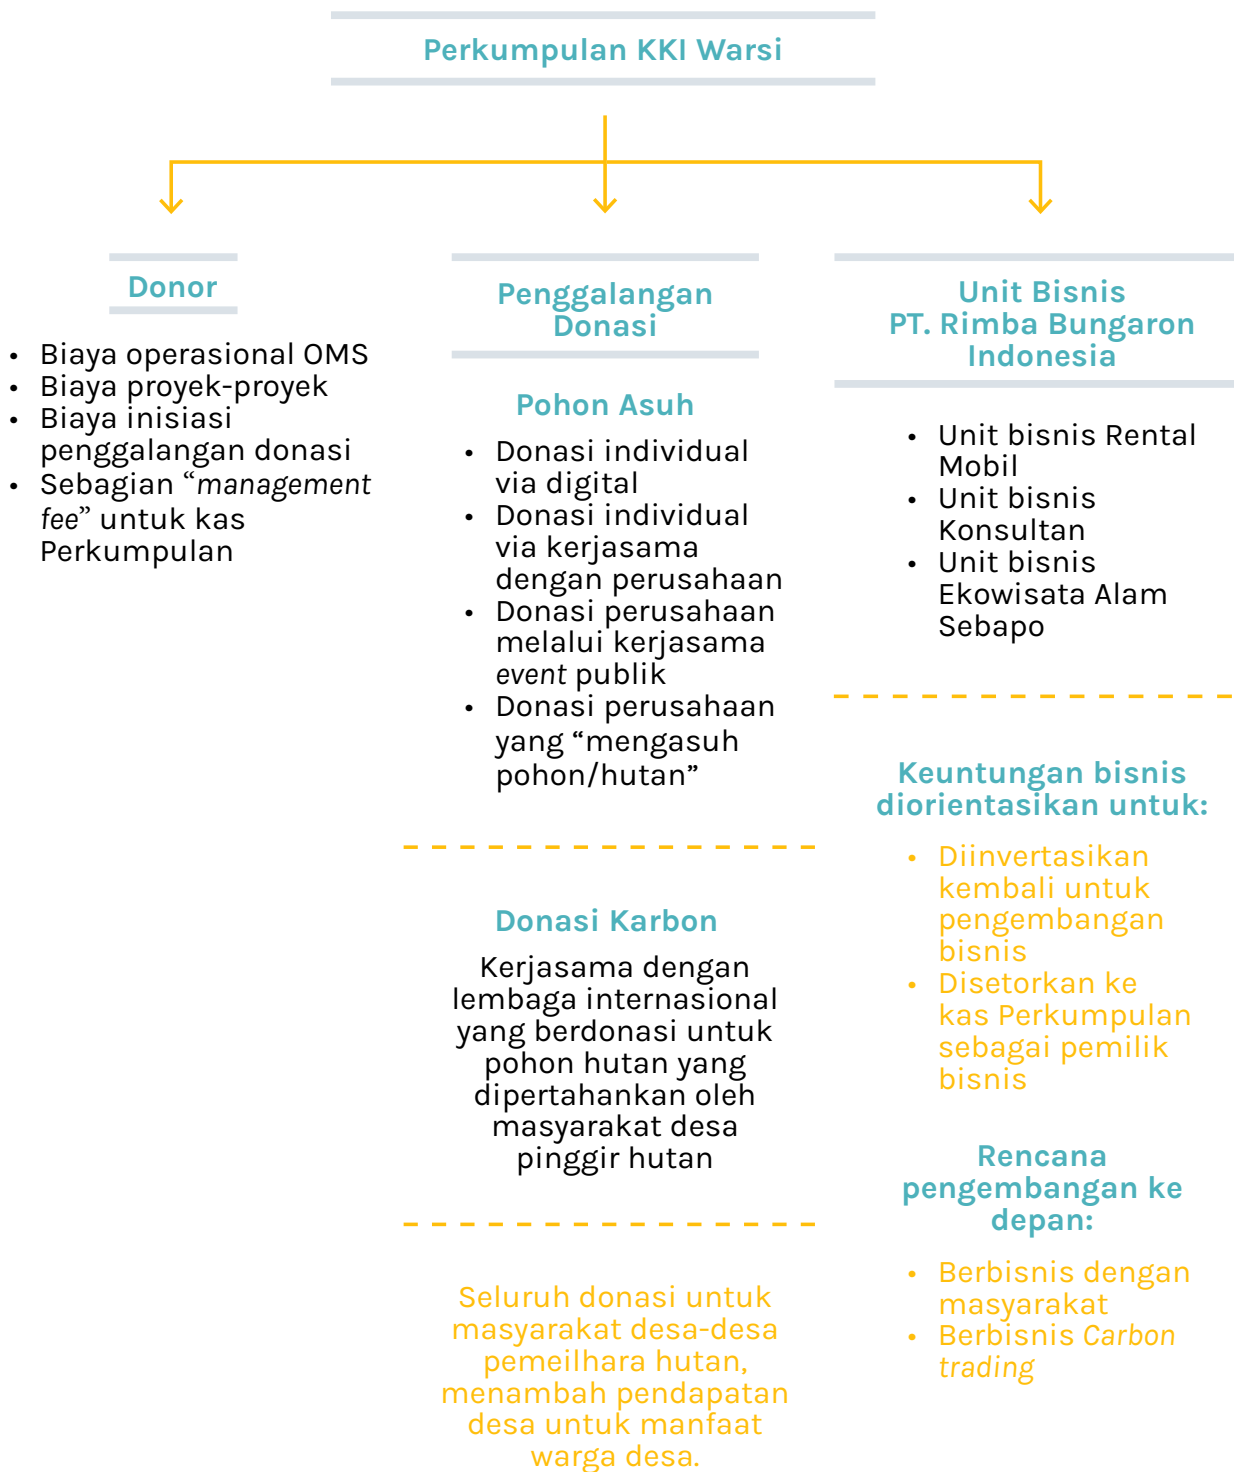 Perkumpulan KKI Warsi
Donor
• Biaya operasional OMS
• Biaya proyek-proyek
• Biaya inisiasi
penggalangan donasi
• Sebagian “management
fee” untuk kas
Perkumpulan
Penggalangan
Donasi
Pohon Asuh
• Donasi individual
via digital
• Donasi individual
via kerjasama
dengan perusahaan
• Donasi perusahaan
melalui kerjasama
event publik
• Donasi perusahaan
yang “mengasuh
pohon/hutan”
Donasi Karbon
Kerjasama dengan
lembaga internasional
yang berdonasi untuk
pohon hutan yang
dipertahankan oleh
masyarakat desa
pinggir hutan
Seluruh donasi untuk
masyarakat desa-desa
pemeilhara hutan,
menambah pendapatan
desa untuk manfaat
warga desa.
Unit Bisnis
PT. Rimba Bungaron
Indonesia
• Unit bisnis Rental
Mobil
• Unit bisnis
Konsultan
• Unit bisnis
Ekowisata Alam
Sebapo
Keuntungan bisnis
diorientasikan untuk:
• Diinvertasikan
kembali untuk
pengembangan
bisnis
• Disetorkan ke
kas Perkumpulan
sebagai pemilik
bisnis
Rencana
pengembangan ke
depan:
• Berbisnis dengan
masyarakat
• Berbisnis Carbon
trading